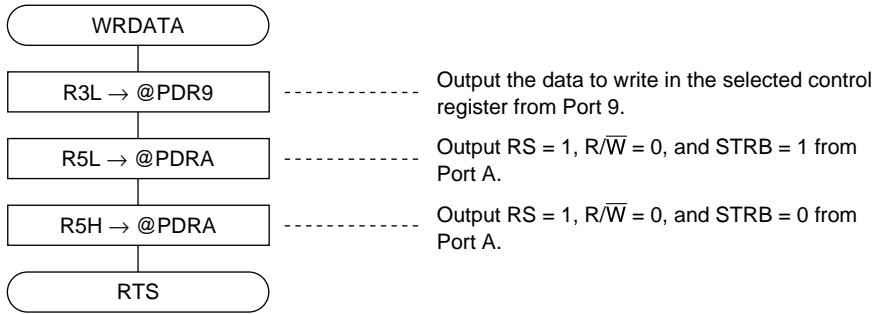 WRDATA
R3L → @PDR9
Output the data to write in the selected control
register from Port 9.
R5L → @PDRA
Output RS = 1, R/W̅ = 0, and STRB = 1 from
Port A.
R5H → @PDRA
Output RS = 1, R/W̅ = 0, and STRB = 0 from
Port A.
RTS